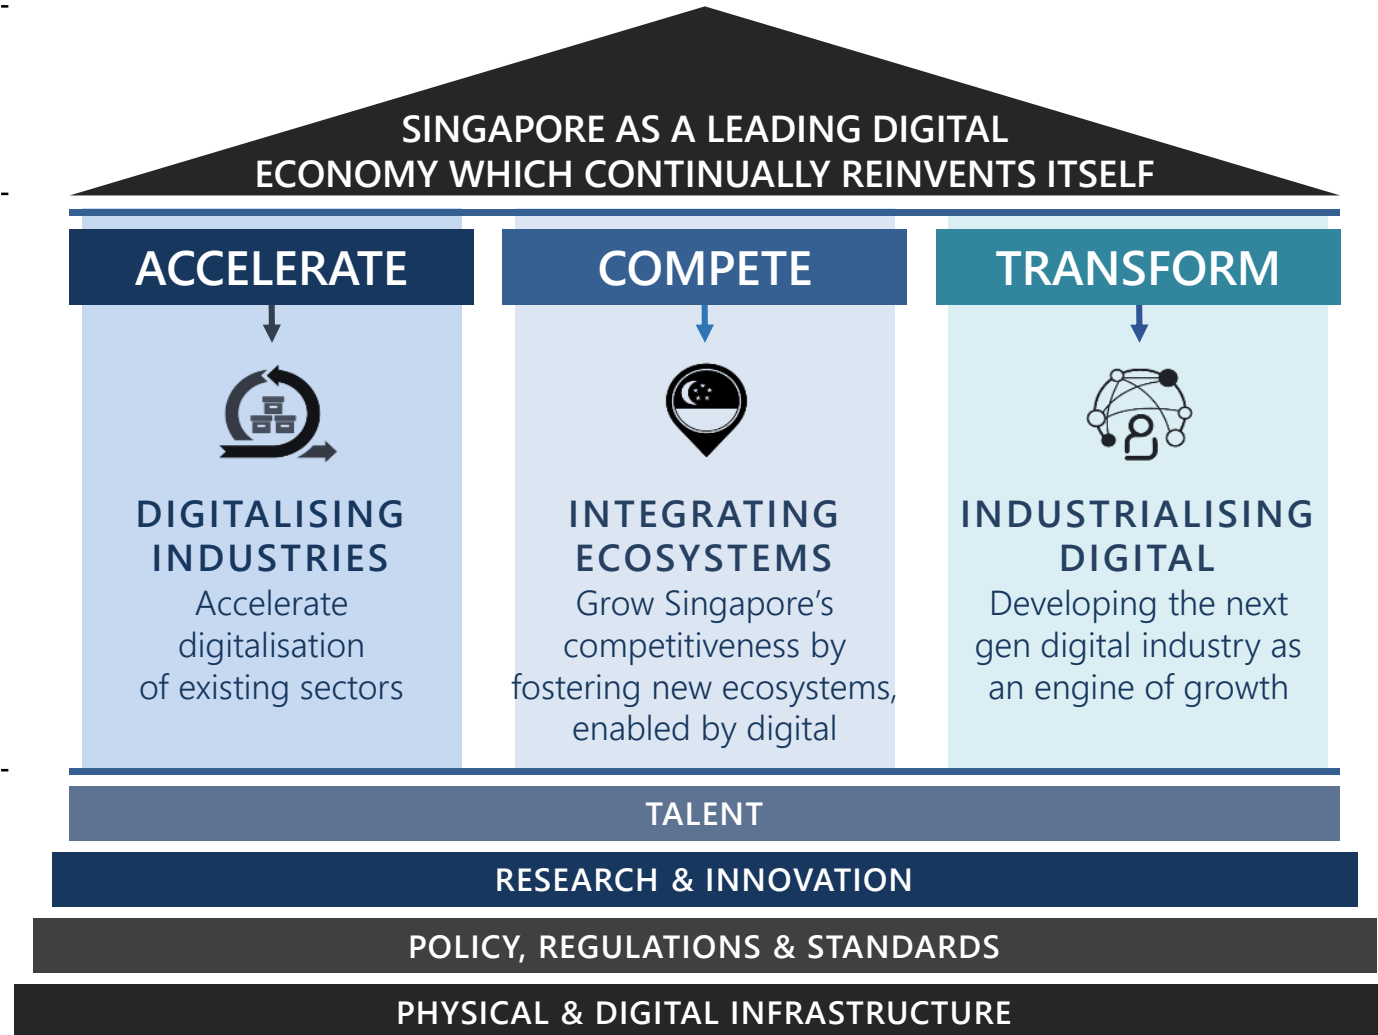 SINGAPORE AS A LEADING DIGITAL
ECONOMY WHICH CONTINUALLY REINVENTS ITSELF
ACCELERATE
DIGITALISING
INDUSTRIES
Accelerate
digitalisation
of existing sectors
COMPETE
INTEGRATING
ECOSYSTEMS
Grow Singapore’s
competitiveness by
fostering new ecosystems,
enabled by digital
TRANSFORM
INDUSTRIALISING
DIGITAL
Developing the next
gen digital industry as
an engine of growth
TALENT
RESEARCH & INNOVATION
POLICY, REGULATIONS & STANDARDS
PHYSICAL & DIGITAL INFRASTRUCTURE